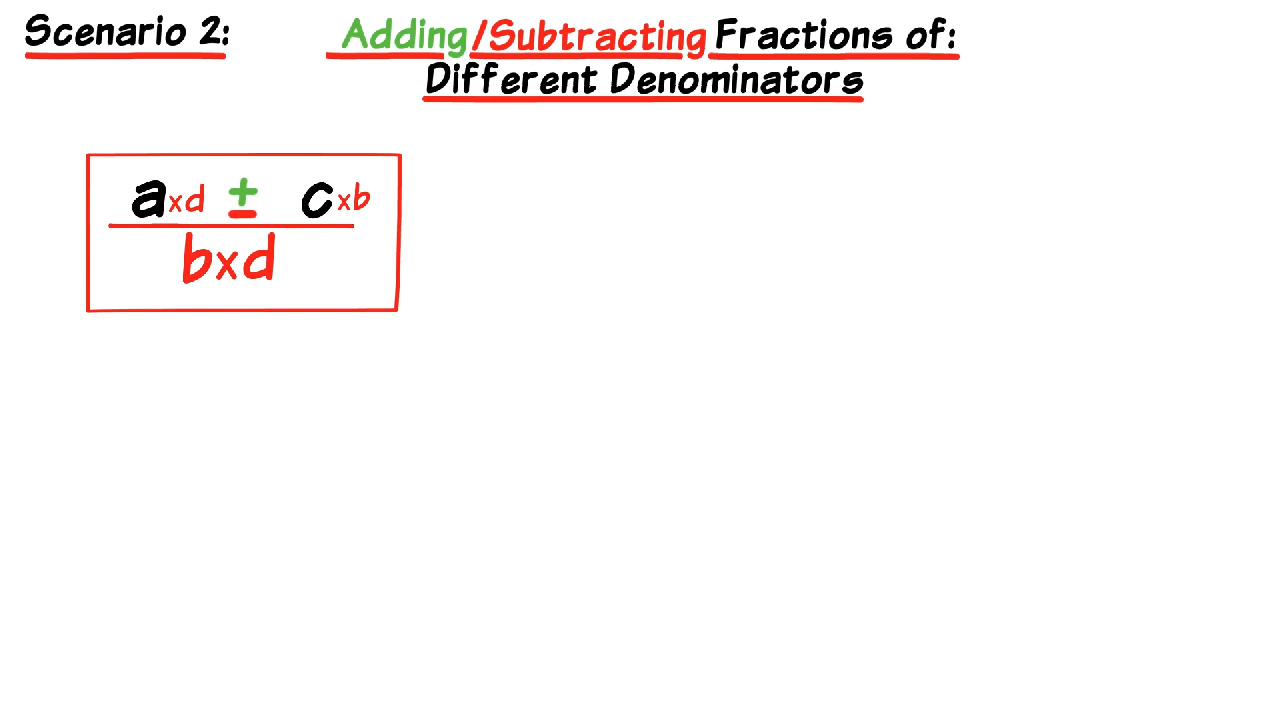 Scenario 2: Adding/Subtracting Fractions of:
Different Denominators
axd ± cxb
bxd